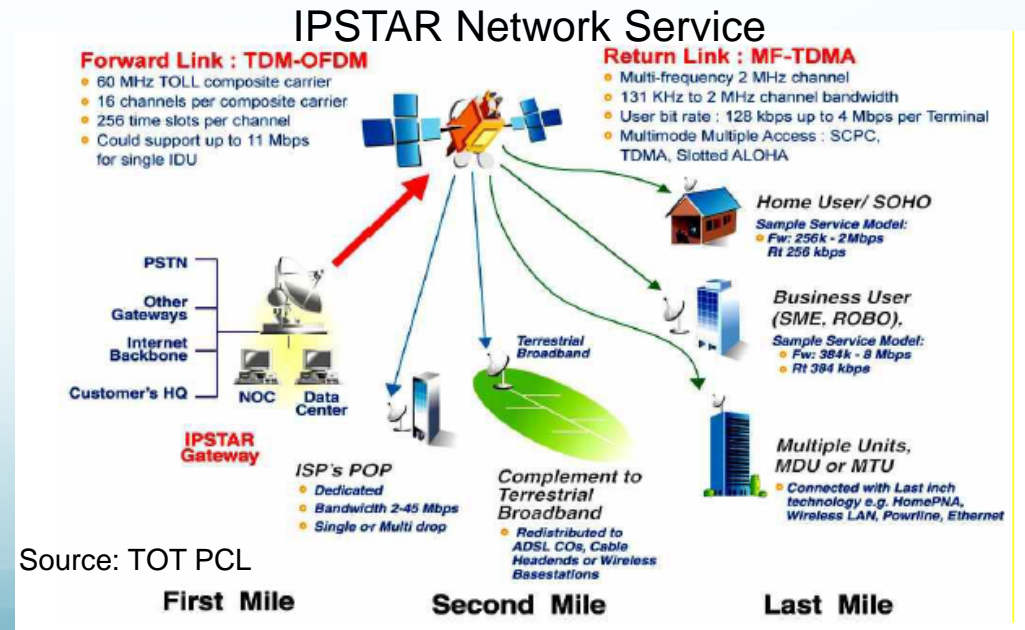 IPSTAR Network Service
Forward Link : TDM-OFDM
60 MHz TOLL composite carrier
16 channels per composite carrier
256 time slots per channel
Could support up to 11 Mbps
for single IDU
Return Link : MF-TDMA
Multi-frequency 2 MHz channel
131 KHz to 2 MHz channel bandwidth
User bit rate : 128 kbps up to 4 Mbps per Terminal
Multimode Multiple Access : SCPC,
TDMA, Slotted ALOHA
PSTN
Other
Gateways
Internet
Backbone
Customer's HQ
NOC
Data
Center
IPSTAR
Gateway
ISP's POP
Dedicated
Bandwidth 2-45 Mbps
Single or Multi drop
Terrestrial
Broadband
Complement to
Terrestrial
Broadband
Redistributed to
ADSL COs, Cable
Headends or Wireless
Basestations
Home User/ SOHO
Sample Service Model:
Fw: 256k - 2Mbps
Rt 256 kbps
Business User
(SME, ROBO),
Sample Service Model:
Fw: 384k - 8 Mbps
Rt 384 kbps
Multiple Units,
MDU or MTU
Connected with Last inch
technology e.g. HomePNA,
Wireless LAN, Powrline, Ethernet
Source: TOT PCL
First Mile
Second Mile
Last Mile